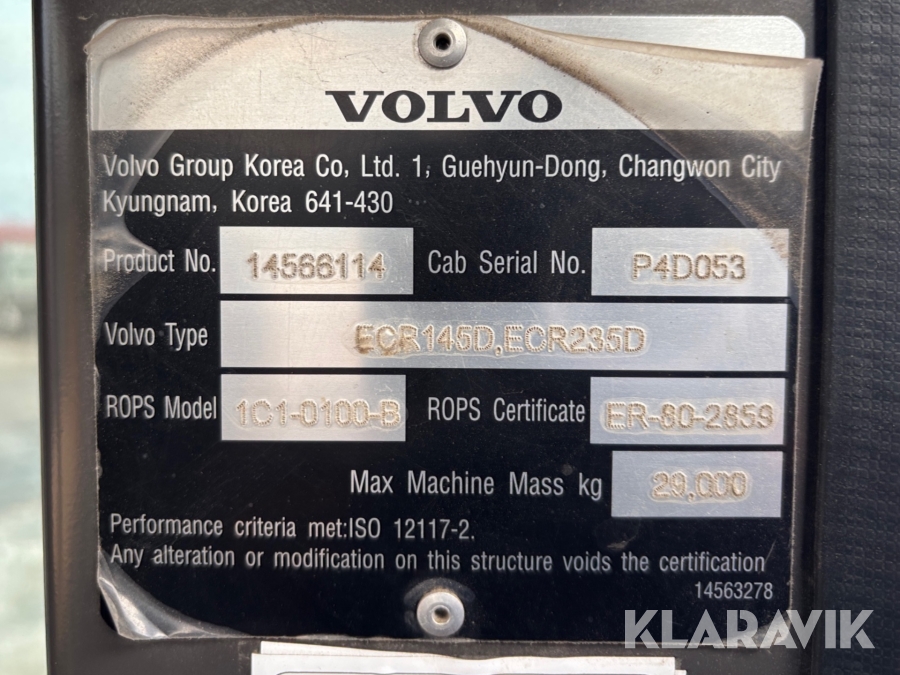 VOLVO
Volvo Group Korea Co, Ltd. 1, Guehyun-Dong, Changwon City
Kyungnam, Korea 641-430
Product No. 14566114 Cab Serial No. P4D053
Volvo Type ECR145D,ECR235D
ROPS Model 1C1-0100-B ROPS Certificate ER-80-2859
Max Machine Mass kg 29,000
Performance criteria met:ISO 12117-2.
Any alteration or modification on this structure voids the certification
14563278
KLARAVIK